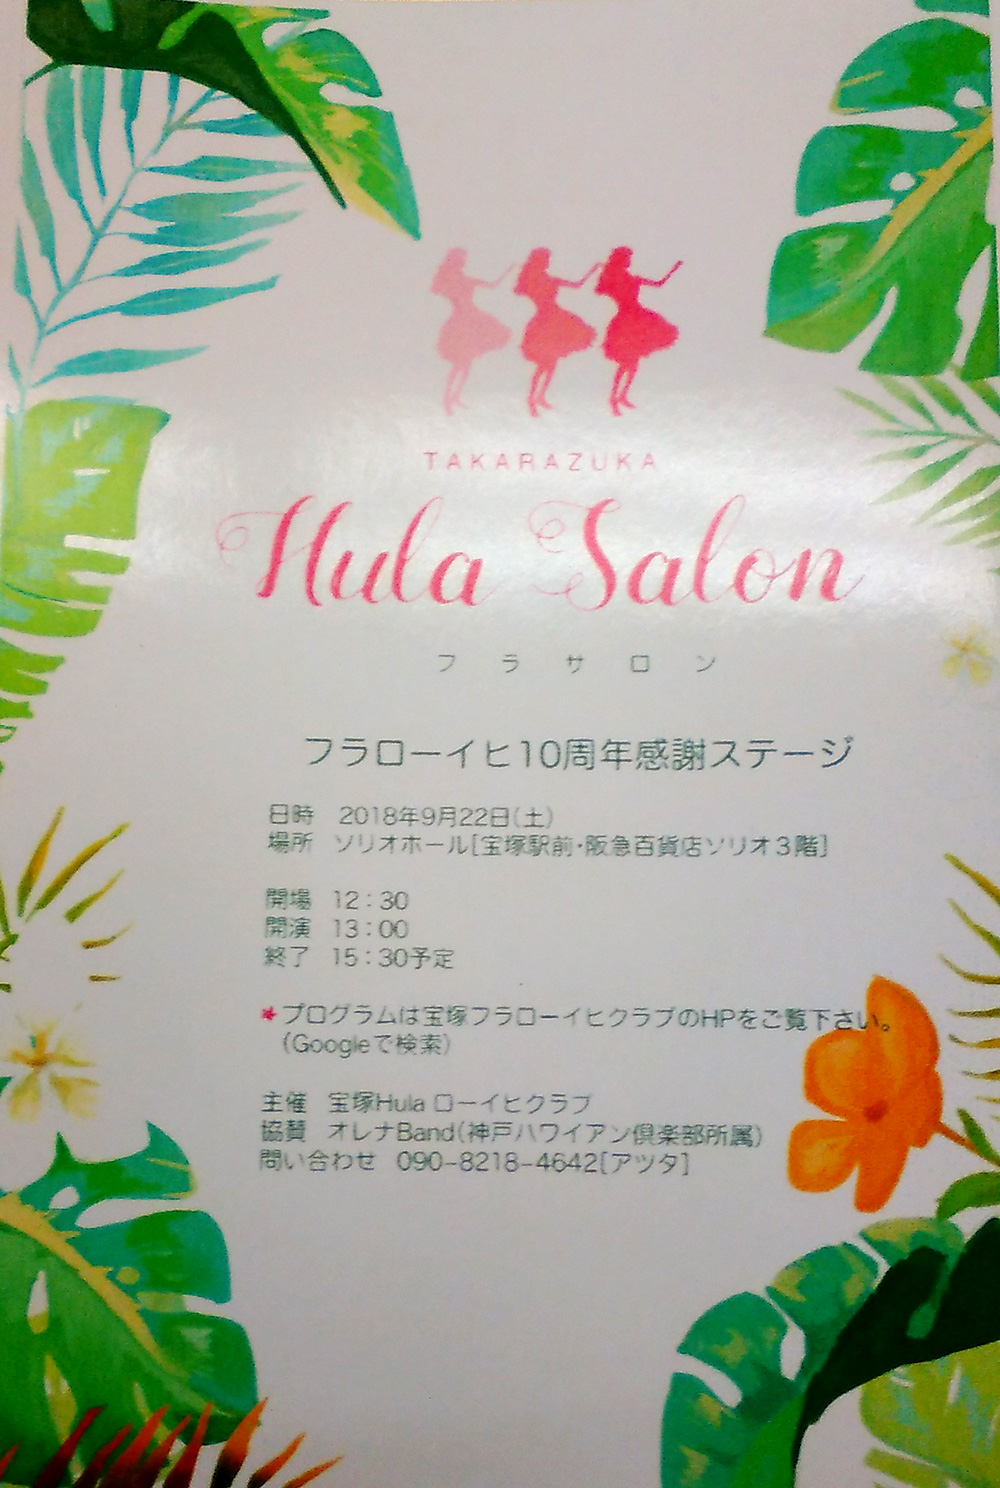 TAKARAZUKA
Hula Salon
フラサロン
フラローイヒ10周年感謝ステージ
日時 2018年9月22日(土)
場所 ソリオホール[宝塚駅前・阪急百貨店ソリオ3階]
開場 12:30
開演 13:00
終了 15:30予定
★プログラムは宝塚フラローイヒクラブのHPをご覧下さい。
(Googleで検索)
主催 宝塚Hula ローイヒクラブ
協賛 オレナBand(神戸ハワイアン倶楽部所属)
問い合わせ 090-8218-4642[アツタ]